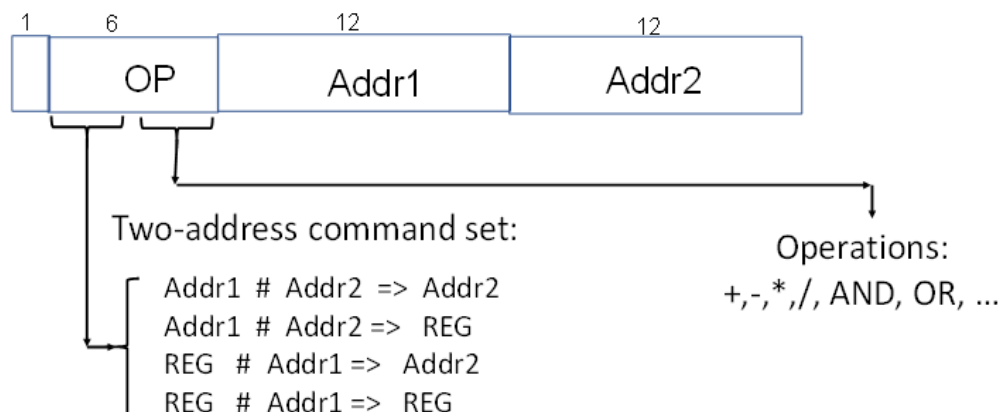 1 6 12 12
OP Addr1 Addr2
Two-address command set:
Operations:
+,-,*,/, AND, OR, ...
Addr1 # Addr2 => Addr2
Addr1 # Addr2 => REG
REG # Addr1 => Addr2
REG # Addr1 => REG